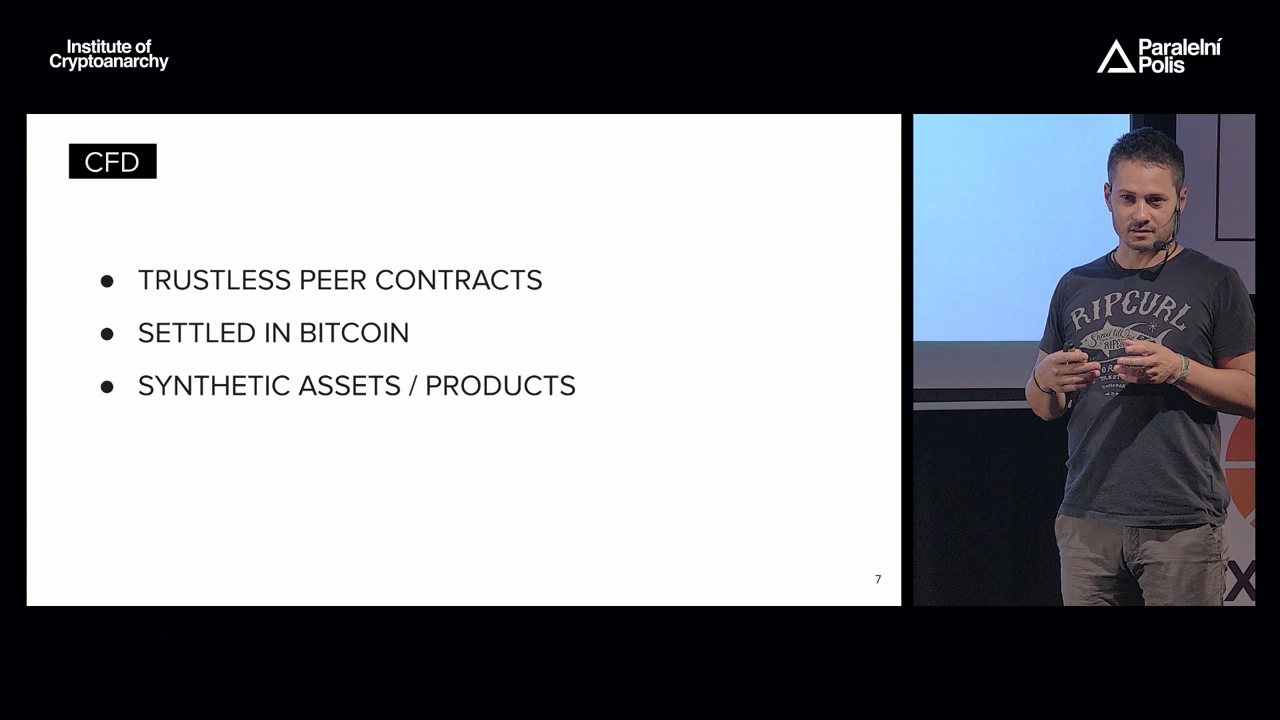 Institute of
Cryptoanarchy
Paralelní
Polis
CFD
● TRUSTLESS PEER CONTRACTS
● SETTLED IN BITCOIN
● SYNTHETIC ASSETS / PRODUCTS
7
RIPCURL
X